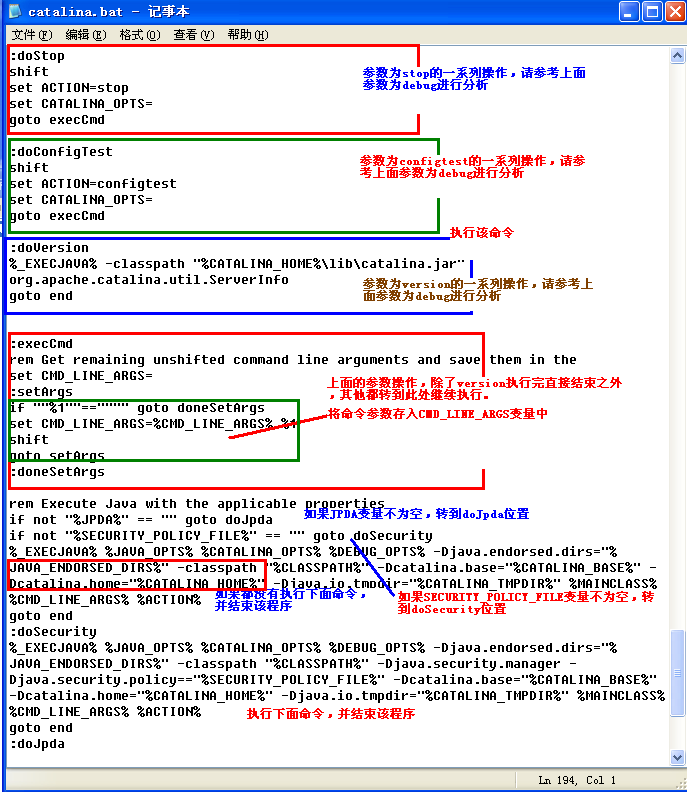 catalina.bat - 记事本
文件(F) 编辑(E) 格式(O) 查看(V) 帮助(H)
:doStop
shift
set ACTION=stop
set CATALINA_OPTS=
goto execCmd
参数为stop的一系列操作，请参考上面
参数为debug进行分析
:doConfigTest
shift
set ACTION=configtest
set CATALINA_OPTS=
goto execCmd
参数为configtest的一系列操作，请参
考上面参数为debug进行分析
执行该命令
:doVersion
%_EXECJAVA% -classpath "%CATALINA_HOME%\lib\catalina.jar"
org.apache.catalina.util.ServerInfo
goto end
参数为version的一系列操作，请参考上
面参数为debug进行分析
:execCmd
rem Get remaining unshifted command line arguments and save them in the
set CMD_LINE_ARGS=
:setArgs
if ""%1""=="""" goto doneSetArgs
set CMD_LINE_ARGS=%CMD_LINE_ARGS% %1
shift
goto setArgs
:doneSetArgs
上面的参数操作，除了version执行完直接结束之外
，其他都转到此处继续执行。
将命令参数存入CMD_LINE_ARGS变量中
rem Execute Java with the applicable properties
if not "%JPDA%" == "" goto doJpda
如果JPDA变量不为空，转到doJpda位置
if not "%SECURITY_POLICY_FILE%" == "" goto doSecurity
%_EXECJAVA% %JAVA_OPTS% %CATALINA_OPTS% %DEBUG_OPTS% -Djava.endorsed.dirs="%
JAVA_ENDORSED_DIRS%" -classpath "%CLASSPATH%" -Dcatalina.base="%CATALINA_BASE%" -
Dcatalina.home="%CATALINA_HOME%" -Djava.io.tmpdir="%CATALINA_TMPDIR%" %MAINCLASS%
%CMD_LINE_ARGS% %ACTION%
goto end
如果都没有执行下面命令，
并结束该程序
如果SECURITY_POLICY_FILE变量不为空，转
到doSecurity位置
:doSecurity
%_EXECJAVA% %JAVA_OPTS% %CATALINA_OPTS% %DEBUG_OPTS% -Djava.endorsed.dirs="%
JAVA_ENDORSED_DIRS%" -classpath "%CLASSPATH%" -Djava.security.manager -
Djava.security.policy=="%SECURITY_POLICY_FILE%" -Dcatalina.base="%CATALINA_BASE%"
-Dcatalina.home="%CATALINA_HOME%" -Djava.io.tmpdir="%CATALINA_TMPDIR%" %MAINCLASS%
%CMD_LINE_ARGS% %ACTION%
执行下面命令，并结束该程序
goto end
:doJpda
Ln 194, Col 1